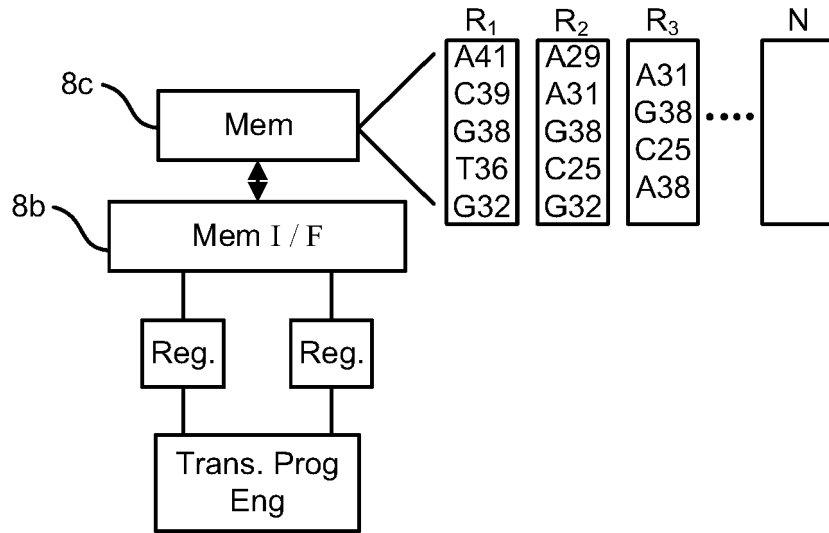 R1 R2 R3 N
A41
C39
G38
T36
G32
A29
A31
G38
C25
G32
A31
G38
C25
A38
8c
Mem
8b
Mem I / F
Reg. Reg.
Trans. Prog
Eng